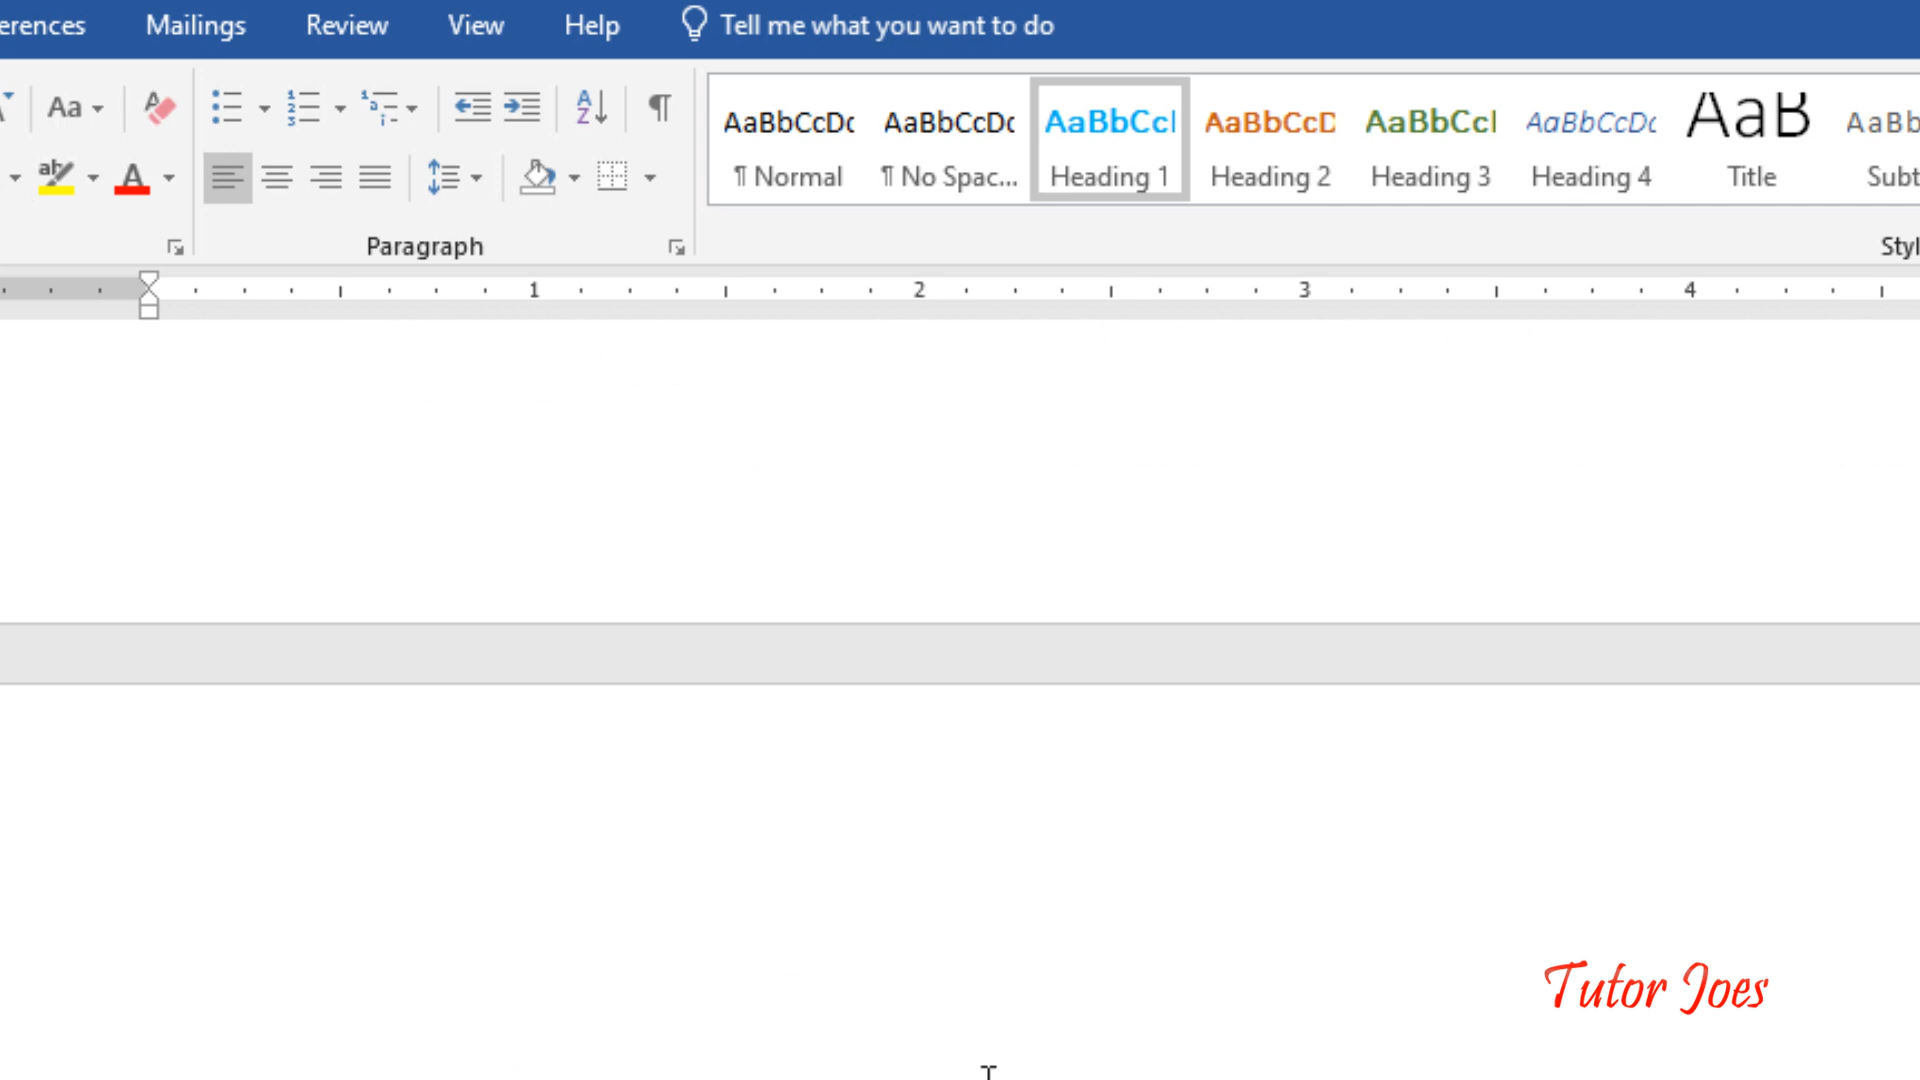 erences Mailings Review View Help Tell me what you want to do
Aa
AaBbCcDc AaBbCcDc AaBbCcI AaBbCcD AaBbCcI AaBbCcDc AaB AaBb
¶ Normal ¶ No Spac... Heading 1 Heading 2 Heading 3 Heading 4 Title Subt
Paragraph Styl
1 2 3 4
Tutor Joes